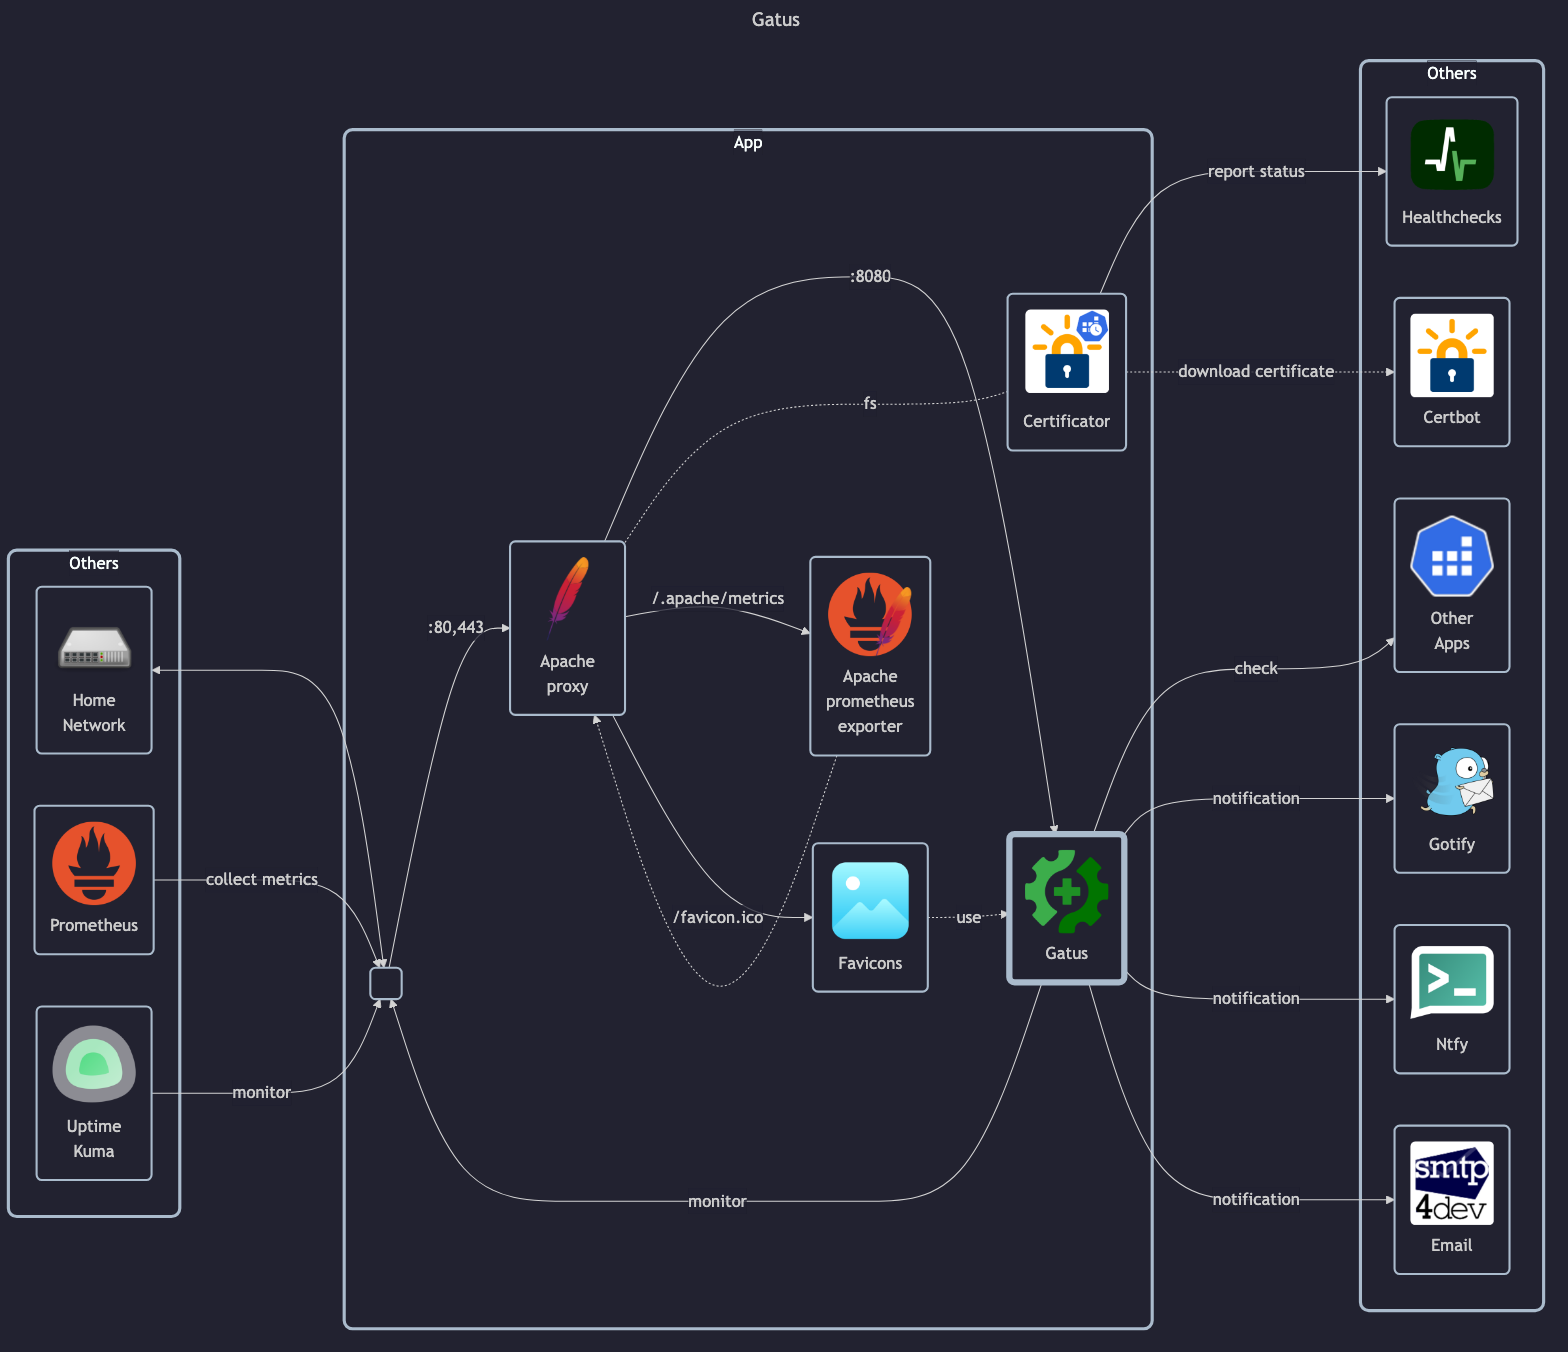 Gatus
Others
Healthchecks
Certbot
Other
Apps
Gotify
Ntfy
smtp
4dev
Email
App
report status
:8080
Certificator
download certificate
fs
Apache
proxy
:80,443
/.apache/metrics
Apache
prometheus
exporter
check
notification
/favicon.ico
Favicons
use
Gatus
notification
notification
monitor
Others
Home
Network
Prometheus
collect metrics
Uptime
Kuma
monitor